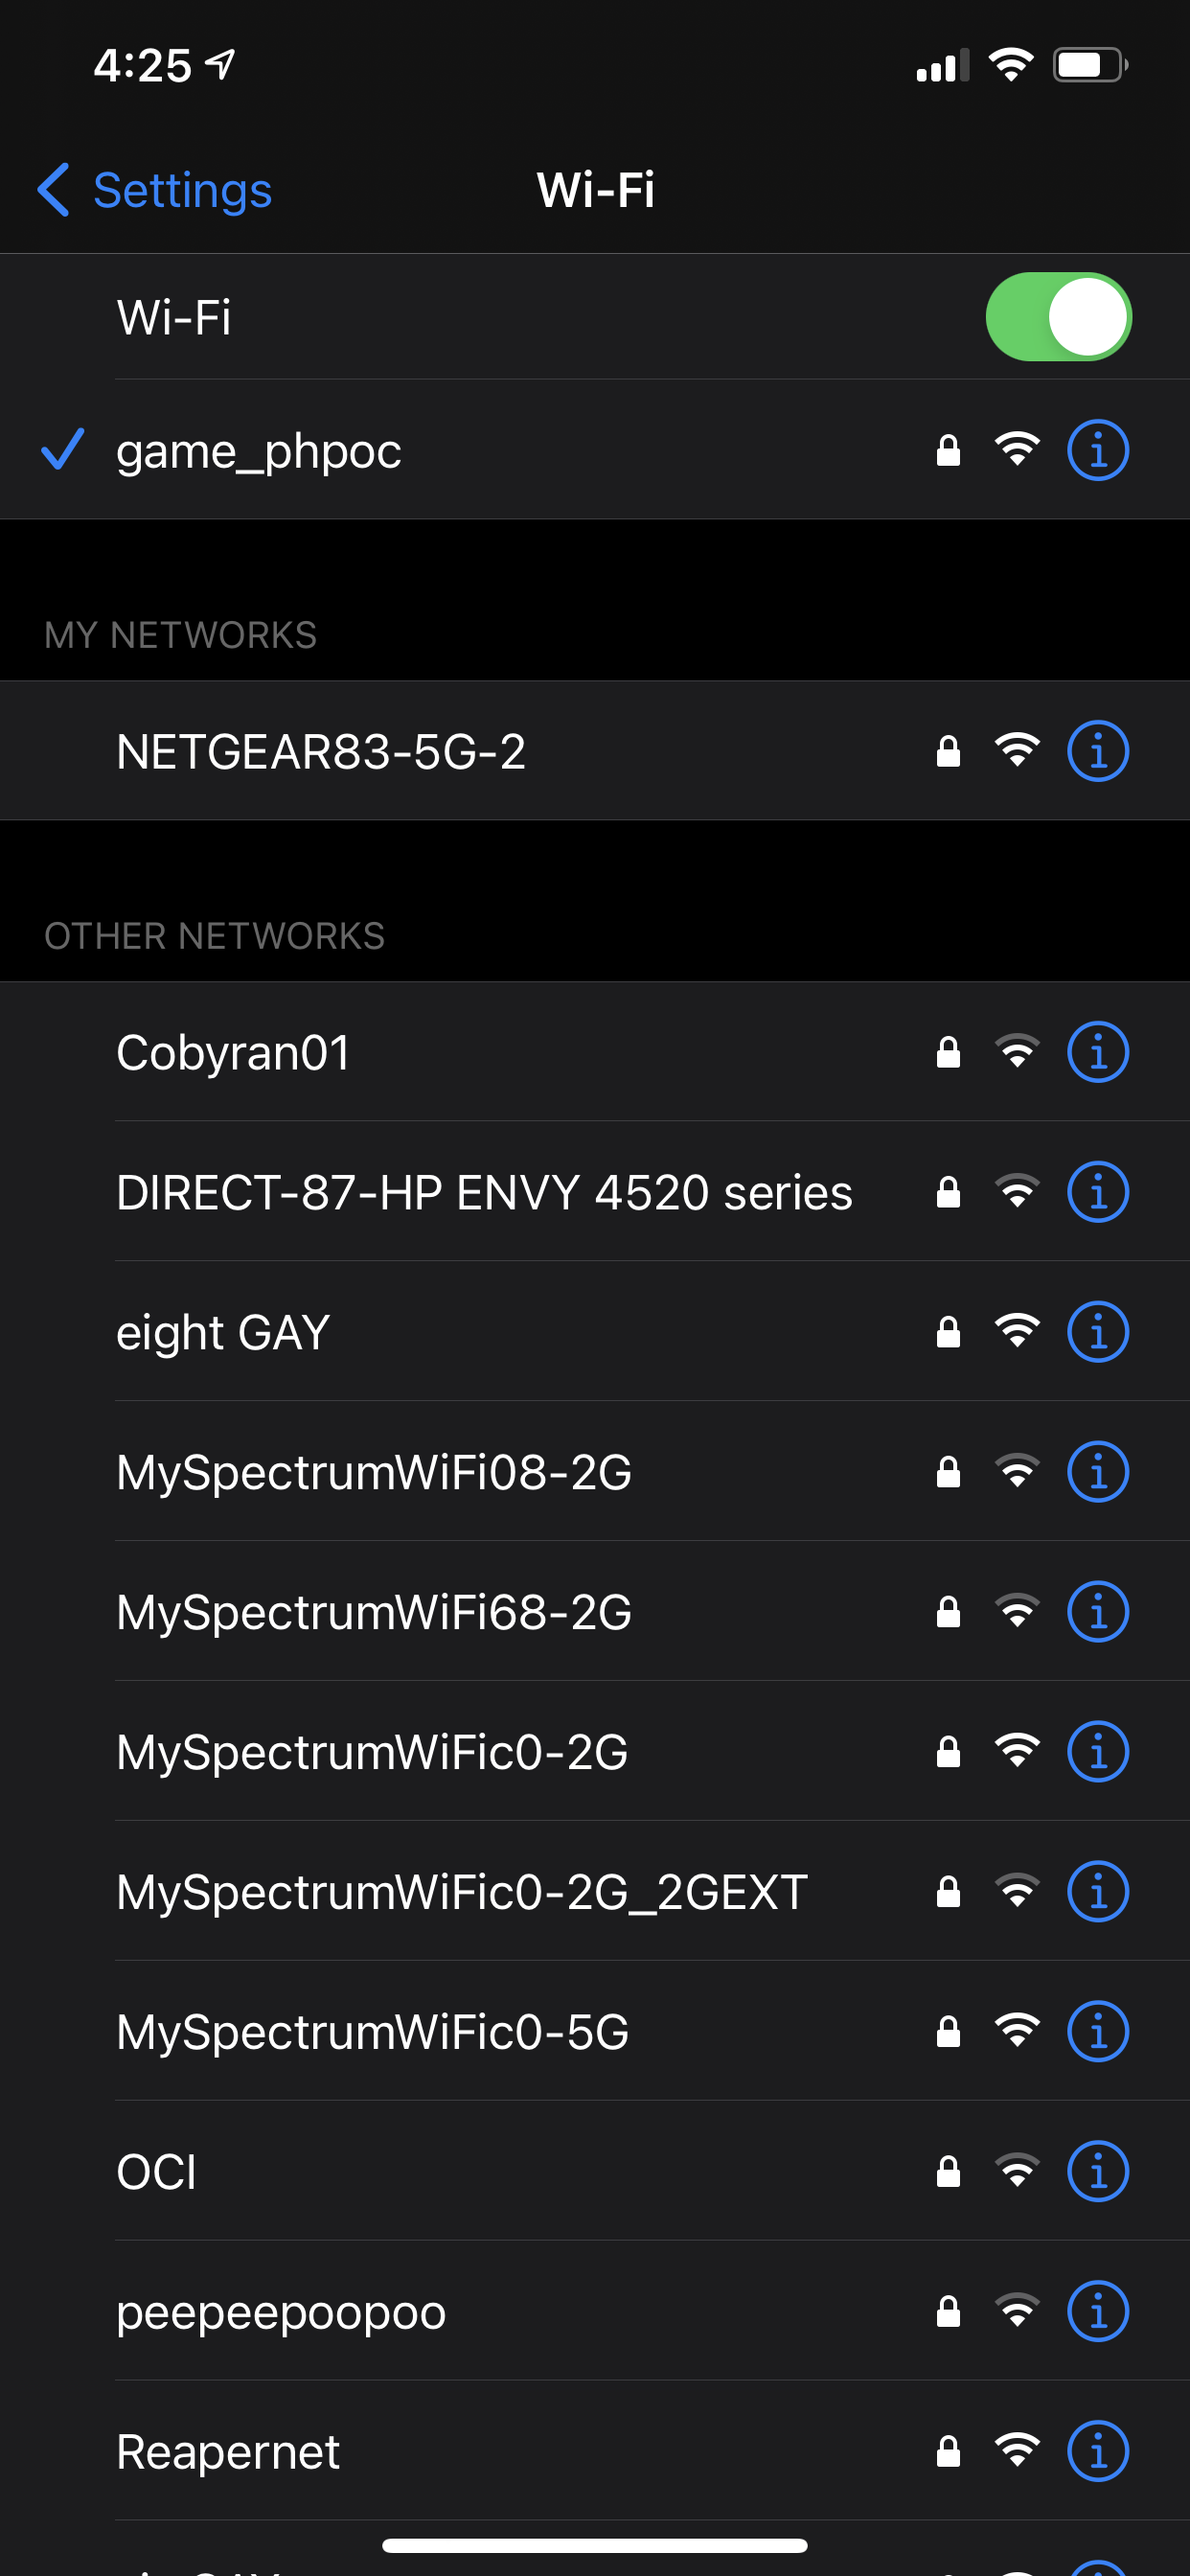 4:25
Settings
Wi-Fi
Wi-Fi
game_phpoc
MY NETWORKS
NETGEAR83-5G-2
OTHER NETWORKS
Cobyran01
DIRECT-87-HP ENVY 4520 series
eight GAY
MySpectrumWiFi08-2G
MySpectrumWiFi68-2G
MySpectrumWiFic0-2G
MySpectrumWiFic0-2G_2GEXT
MySpectrumWiFic0-5G
OCI
peepeepoopoo
Reapernet